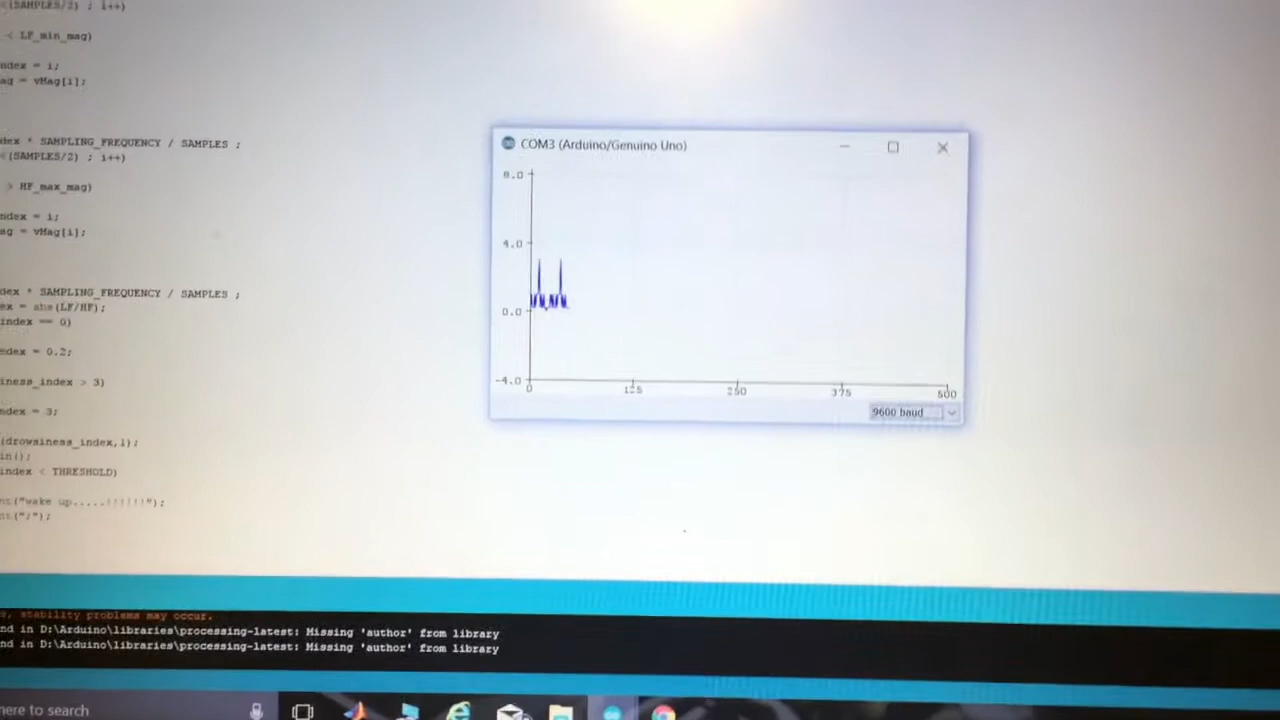 <(SAMPLES/2) ; i++)
< LF_min_mag)
ndex = i;
ag = vMag[i];
dex * SAMPLING_FREQUENCY / SAMPLES ;
<(SAMPLES/2) ; i++)
> HF_max_mag)
ndex = i;
ag = vMag[i];
dex * SAMPLING_FREQUENCY / SAMPLES ;
ex = abs(LF/HF);
index == 0)
ndex = 0.2;
iness_index > 3)
ndex = 3;
(drowsiness_index,1);
in();
index < THRESHOLD)
nt("wake up.....!!!!!!");
nt(";");
COM3 (Arduino/Genuino Uno)
8.0
4.0
0.0
-4.0
0 125 250 375 500
9600 baud
e, stability problems may occur.
nd in D:\Arduino\libraries\processing-latest: Missing 'author' from library
nd in D:\Arduino\libraries\processing-latest: Missing 'author' from library
here to search